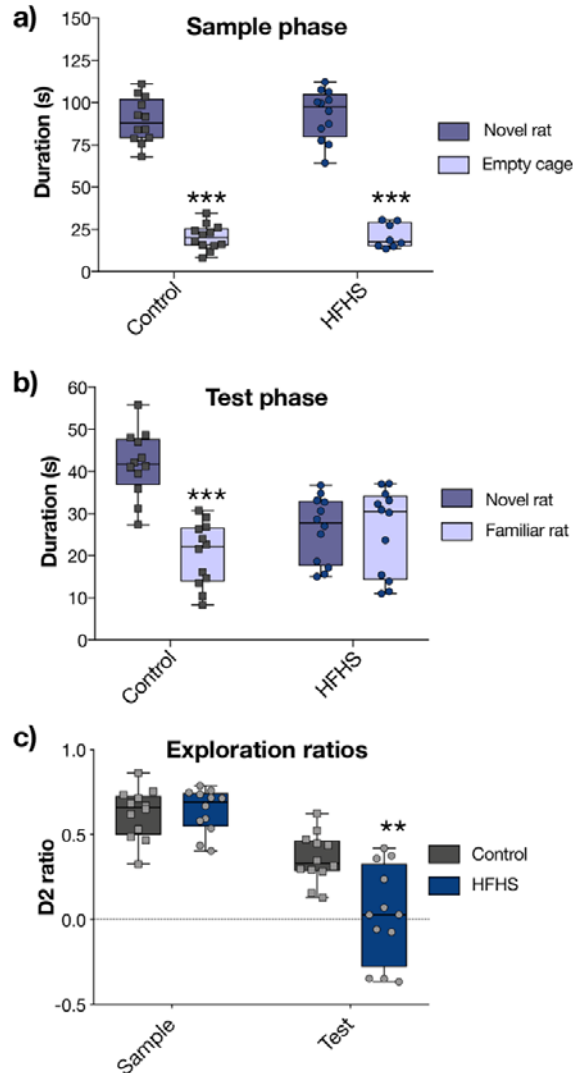 a)
Sample phase
150
125
100
75
50
25
0
Duration (s)
***
***
Novel rat
Empty cage
Control
HFHS
b)
Test phase
60
50
40
30
20
10
0
Duration (s)
***
Novel rat
Familiar rat
Control
HFHS
c)
Exploration ratios
1.0
0.5
0.0
-0.5
D2 ratio
**
Control
HFHS
Sample
Test